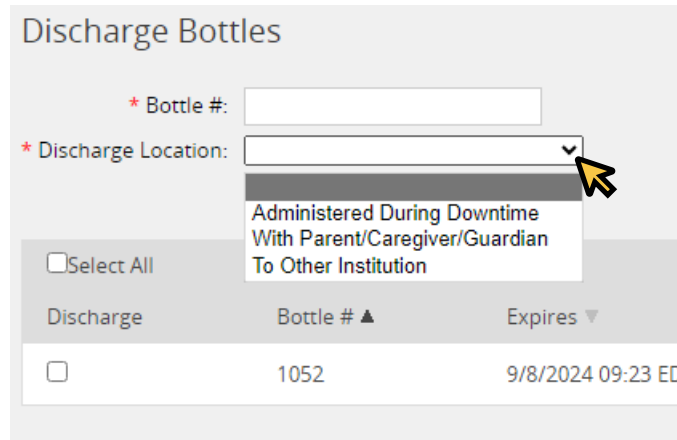 Discharge Bottles
* Bottle #:
* Discharge Location:
Administered During Downtime
With Parent/Caregiver/Guardian
To Other Institution
Select All
Discharge Bottle # ▲ Expires ▼
1052 9/8/2024 09:23 ED